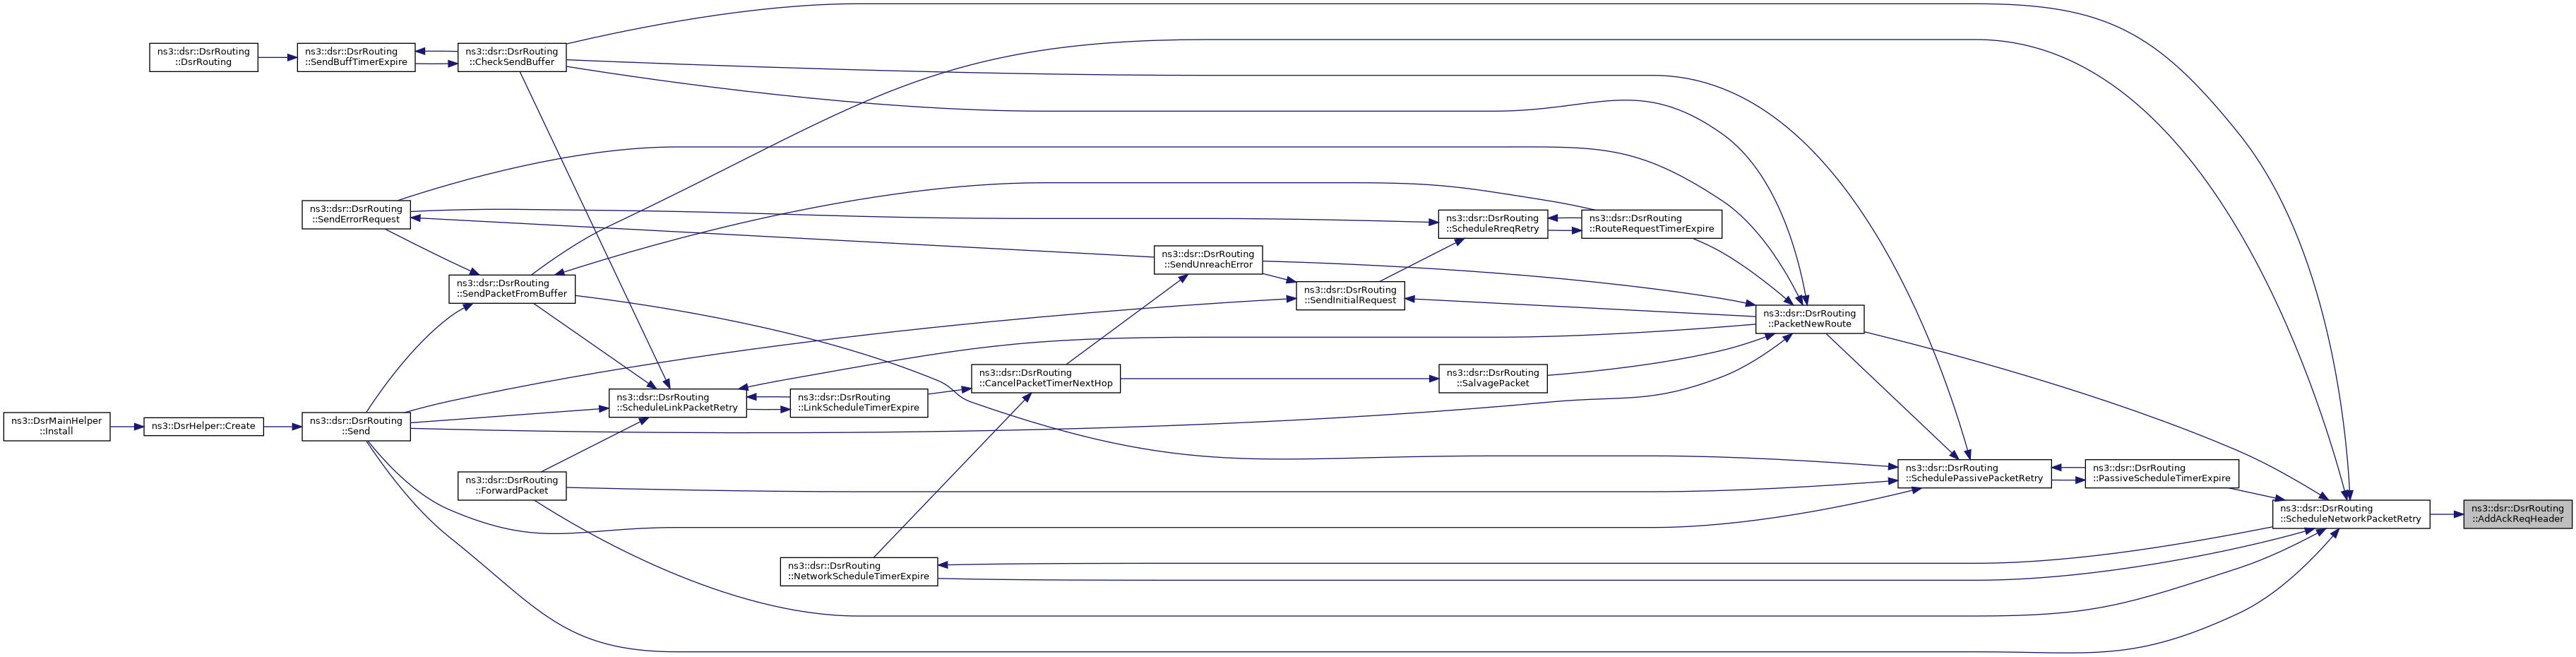 ns3::dsr::DsrRouting
::DsrRouting
ns3::dsr::DsrRouting
::SendBuffTimerExpire
ns3::dsr::DsrRouting
::CheckSendBuffer
ns3::dsr::DsrRouting
::SendErrorRequest
ns3::dsr::DsrRouting
::ScheduleRreqRetry
ns3::dsr::DsrRouting
::RouteRequestTimerExpire
ns3::dsr::DsrRouting
::SendUnreachError
ns3::dsr::DsrRouting
::SendPacketFromBuffer
ns3::dsr::DsrRouting
::SendInitialRequest
ns3::dsr::DsrRouting
::PacketNewRoute
ns3::dsr::DsrRouting
::CancelPacketTimerNextHop
ns3::dsr::DsrRouting
::SalvagePacket
ns3::dsr::DsrRouting
::ScheduleLinkPacketRetry
ns3::dsr::DsrRouting
::LinkScheduleTimerExpire
ns3::DsrMainHelper
::Install
ns3::DsrHelper::Create
ns3::dsr::DsrRouting
::Send
ns3::dsr::DsrRouting
::ForwardPacket
ns3::dsr::DsrRouting
::SchedulePassivePacketRetry
ns3::dsr::DsrRouting
::PassiveScheduleTimerExpire
ns3::dsr::DsrRouting
::ScheduleNetworkPacketRetry
ns3::dsr::DsrRouting
::AddAckReqHeader
ns3::dsr::DsrRouting
::NetworkScheduleTimerExpire